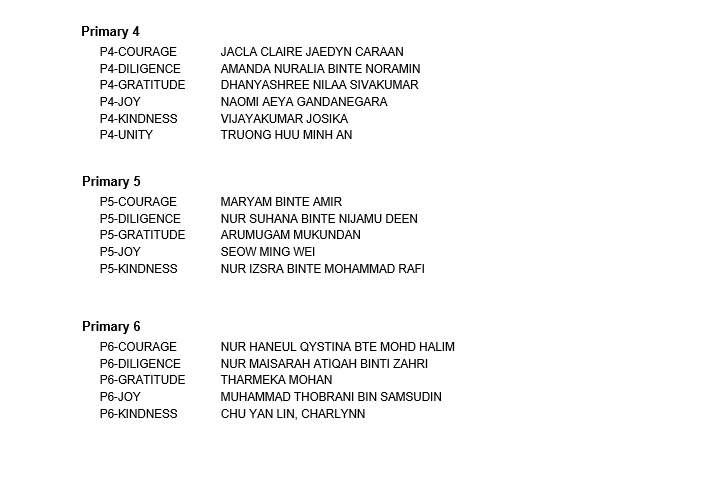 Primary 4
P4-COURAGE JACLA CLAIRE JAEDYN CARAAN
P4-DILIGENCE AMANDA NURALIA BINTE NORAMIN
P4-GRATITUDE DHANYASHREE NILAA SIVAKUMAR
P4-JOY NAOMI AEYA GANDANEGARA
P4-KINDNESS VIJAYAKUMAR JOSIKA
P4-UNITY TRUONG HUU MINH AN
Primary 5
P5-COURAGE MARYAM BINTE AMIR
P5-DILIGENCE NUR SUHANA BINTE NIJAMU DEEN
P5-GRATITUDE ARUMUGAM MUKUNDAN
P5-JOY SEOW MING WEI
P5-KINDNESS NUR IZSRA BINTE MOHAMMAD RAFI
Primary 6
P6-COURAGE NUR HANEUL QYSTINA BTE MOHD HALIM
P6-DILIGENCE NUR MAISARAH ATIQAH BINTI ZAHRI
P6-GRATITUDE THARMEKA MOHAN
P6-JOY MUHAMMAD THOBRANI BIN SAMSUDIN
P6-KINDNESS CHU YAN LIN, CHARLYNN